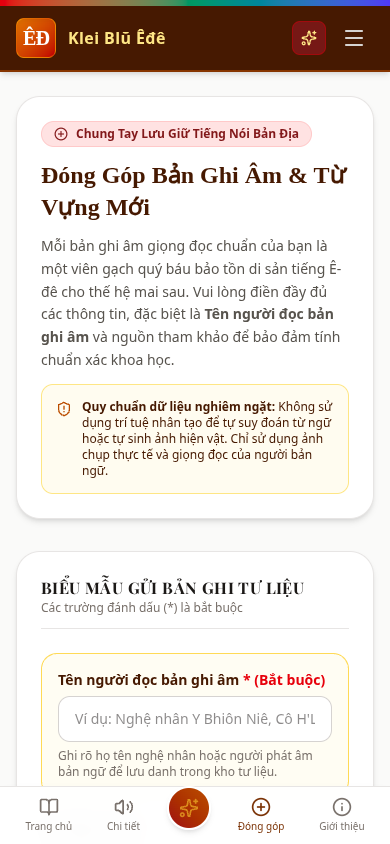 ÊĐ
Klei Blũ Êđê
Chung Tay Lưu Giữ Tiếng Nói Bản Địa
Đóng Góp Bản Ghi Âm & Từ
Vựng Mới
Mỗi bản ghi âm giọng đọc chuẩn của bạn là
một viên gạch quý báu bảo tồn di sản tiếng Ê-
đê cho thế hệ mai sau. Vui lòng điền đầy đủ
các thông tin, đặc biệt là Tên người đọc bản
ghi âm và nguồn tham khảo để bảo đảm tính
chuẩn xác khoa học.
Quy chuẩn dữ liệu nghiêm ngặt: Không sử
dụng trí tuệ nhân tạo để tự suy đoán từ ngữ
hoặc tự sinh ảnh hiện vật. Chỉ sử dụng ảnh
chụp thực tế và giọng đọc của người bản
ngữ.
BIỂU MẪU GỬI BẢN GHI TƯ LIỆU
Các trường đánh dấu (*) là bắt buộc
Tên người đọc bản ghi âm * (Bắt buộc)
Ví dụ: Nghệ nhân Y Bhiôn Niê, Cô H'L
Ghi rõ họ tên nghệ nhân hoặc người phát âm
bản ngữ để lưu danh trong kho tư liệu.
Trang chủ
Chi tiết
Đóng góp
Giới thiệu